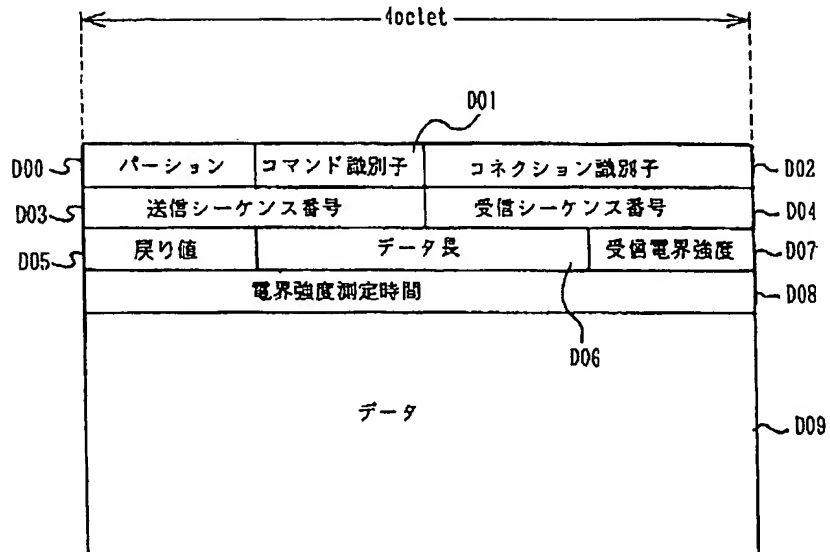 4octet
D01
D00 バーション コマンド識別子 コネクション識別子 D02
D03 送信シーケンス番号 受信シーケンス番号 D04
D05 戻り値 データ長 受信電界強度 D07
電界強度測定時間 D08
D06
データ D09